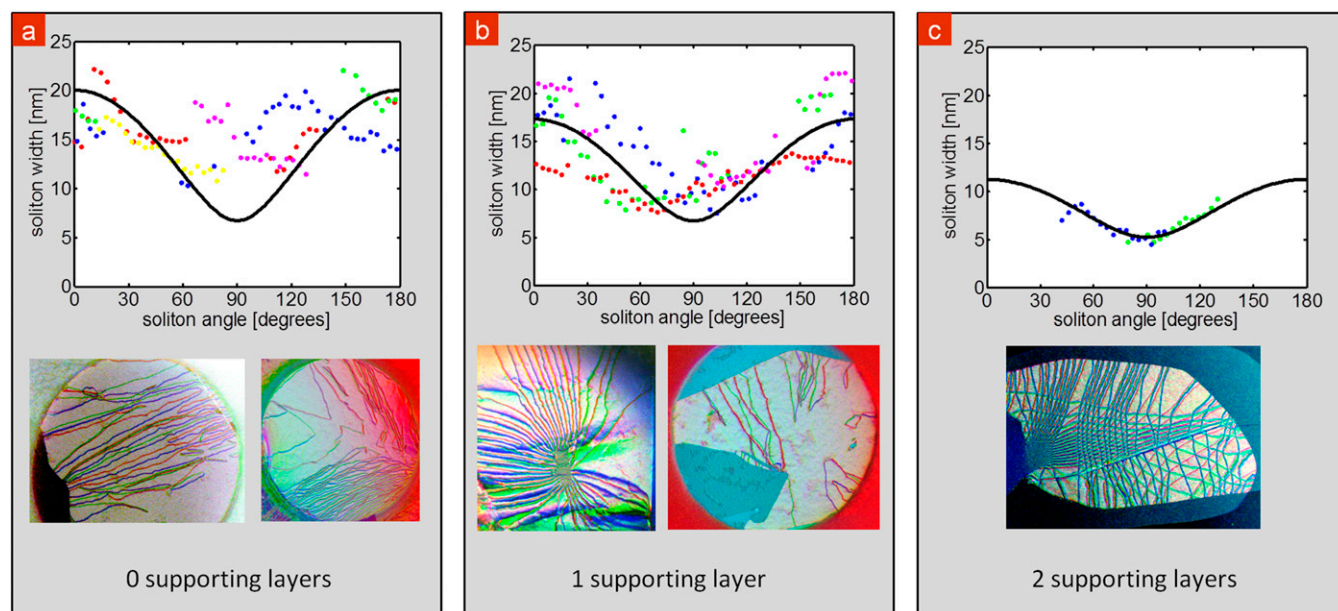 a
25
20
15
10
5
0
soliton width [nm]
0 30 60 90 120 150 180
soliton angle [degrees]
0 supporting layers
b
25
20
15
10
5
0
soliton width [nm]
0 30 60 90 120 150 180
soliton angle [degrees]
1 supporting layer
c
25
20
15
10
5
0
soliton width [nm]
0 30 60 90 120 150 180
soliton angle [degrees]
2 supporting layers